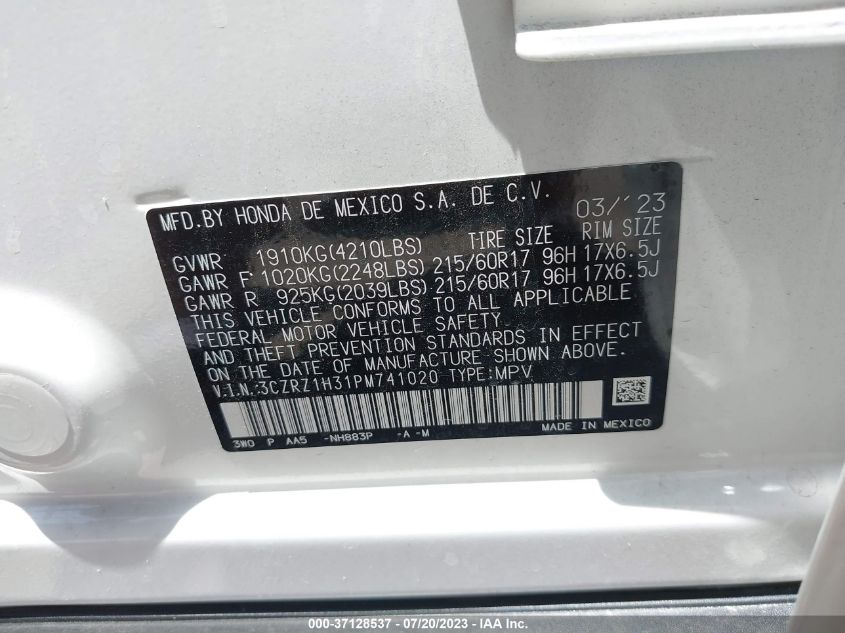 MFD.BY HONDA DE MEXICO S.A. DE C.V. 03/'23
GVWR 1910KG(4210LBS) TIRE SIZE RIM SIZE
GAWR F 1020KG(2248LBS) 215/60R17 96H 17X6.5J
GAWR R 925KG(2039LBS) 215/60R17 96H 17X6.5J
THIS VEHICLE CONFORMS TO ALL APPLICABLE
FEDERAL MOTOR VEHICLE SAFETY
AND THEFT PREVENTION STANDARDS IN EFFECT
ON THE DATE OF MANUFACTURE SHOWN ABOVE.
V.I.N:3CZRZ1H31PM741020 TYPE:MPV
3W0 P AA5 -NH883P -A -M MADE IN MEXICO
000-37128537 - 07/20/2023 - IAA Inc.